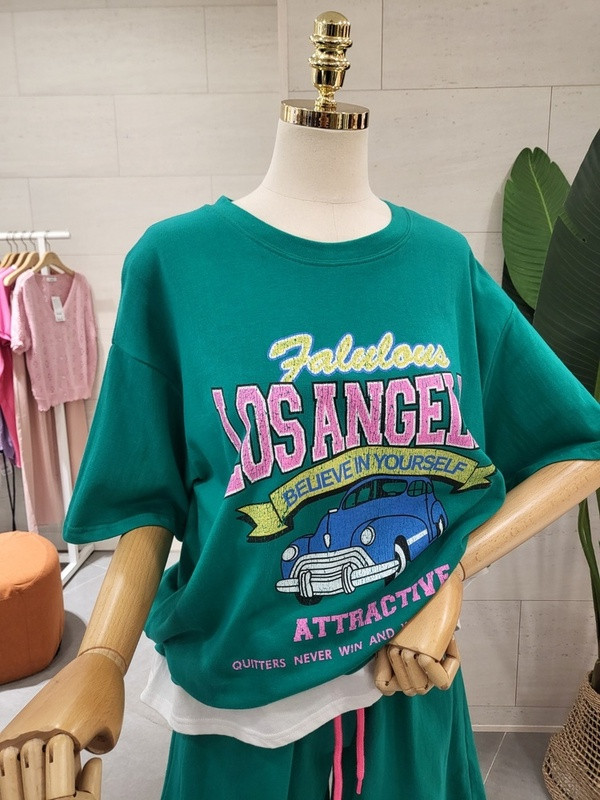 Fabulous
LOS ANGEL
BELIEVE IN YOURSELF
ATTRACTIVE
QUITTERS NEVER WIN AND